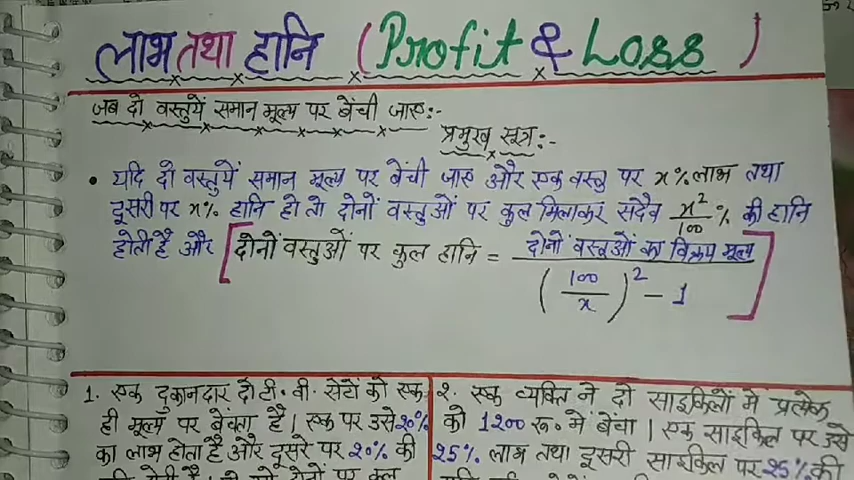 लाभ तथा हानि (Profit & Loss)
जब दो वस्तुयें समान मूल्य पर बेंची जाए:-
प्रमुख सूत्र:-
• यदि दो वस्तुयें समान मूल्य पर बेंची जाए और एक वस्तु पर x% लाभ तथा
दूसरी पर x% हानि हो तो दोनों वस्तुओं पर कुल मिलाकर सदैव x²/100 % की हानि
होती है और [दोनों वस्तुओं पर कुल हानि = दोनों वस्तुओं का विक्रय मूल्य / (100/x)² - 1]
1. एक दुकानदार दो टी. वी. सेटों को एक
ही मूल्य पर बेंचता है। एक पर उसे 20%
का लाभ होता है और दूसरे पर 20% की
2. एक व्यक्ति ने दो साइकिलों में प्रत्येक
को 1200 रू० में बेंचा। एक साइकिल पर उसे
25% लाभ तथा दूसरी साइकिल पर 25% की